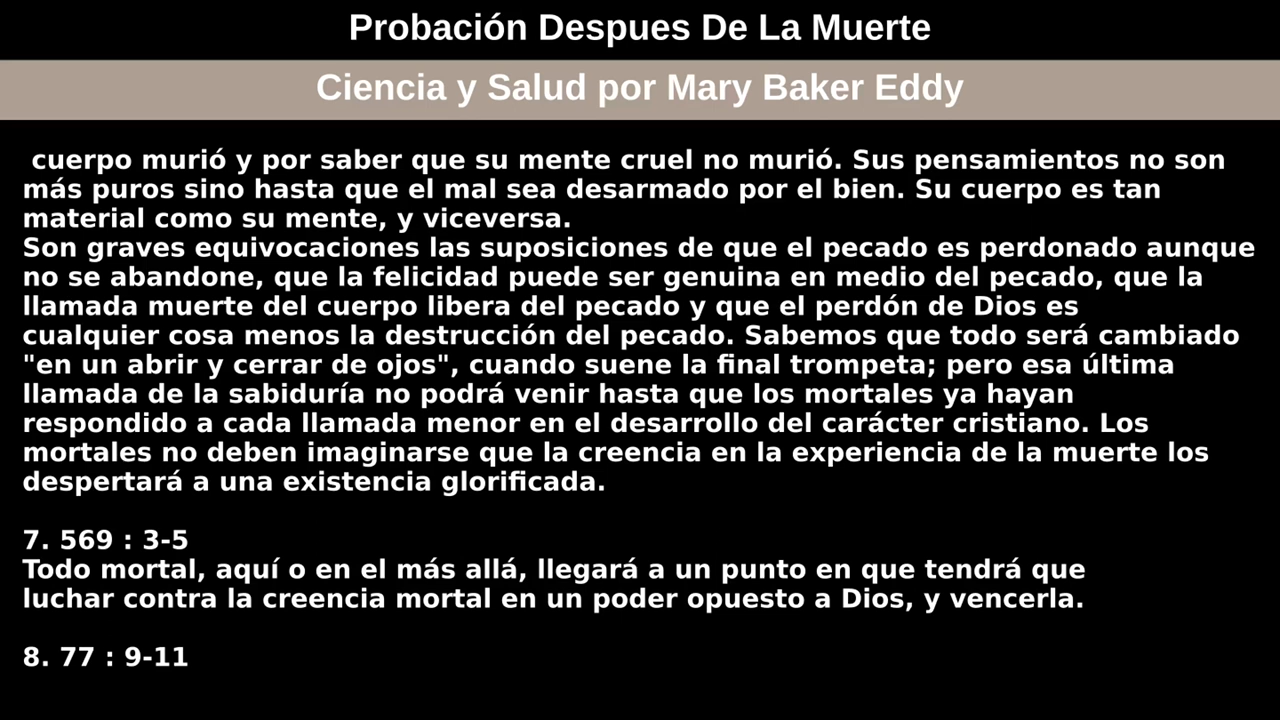 Probación Despues De La Muerte
Ciencia y Salud por Mary Baker Eddy
cuerpo murió y por saber que su mente cruel no murió. Sus pensamientos no son
más puros sino hasta que el mal sea desarmado por el bien. Su cuerpo es tan
material como su mente, y viceversa.
Son graves equivocaciones las suposiciones de que el pecado es perdonado aunque
no se abandone, que la felicidad puede ser genuina en medio del pecado, que la
llamada muerte del cuerpo libera del pecado y que el perdón de Dios es
cualquier cosa menos la destrucción del pecado. Sabemos que todo será cambiado
"en un abrir y cerrar de ojos", cuando suene la final trompeta; pero esa última
llamada de la sabiduría no podrá venir hasta que los mortales ya hayan
respondido a cada llamada menor en el desarrollo del carácter cristiano. Los
mortales no deben imaginarse que la creencia en la experiencia de la muerte los
despertará a una existencia glorificada.
7. 569 : 3-5
Todo mortal, aquí o en el más allá, llegará a un punto en que tendrá que
luchar contra la creencia mortal en un poder opuesto a Dios, y vencerla.
8. 77 : 9-11